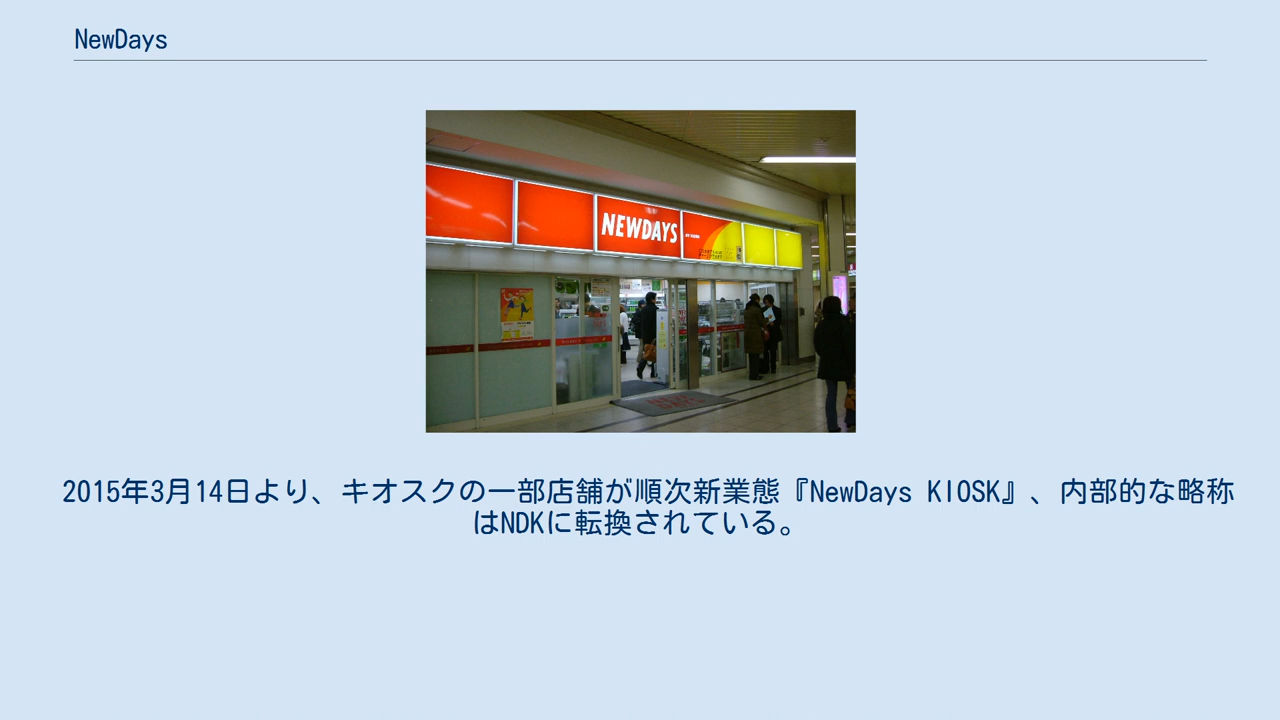 NewDays
NEWDAYS
2015年3月14日より、キオスクの一部店舗が順次新業態『NewDays KIOSK』、内部的な略称
はNDKに転換されている。